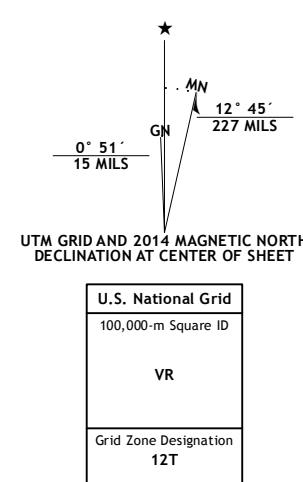 MN
GN
12° 45´
227 MILS
0° 51´
15 MILS
UTM GRID AND 2014 MAGNETIC NORTH
DECLINATION AT CENTER OF SHEET
U.S. National Grid
100,000-m Square ID
VR
Grid Zone Designation
12T